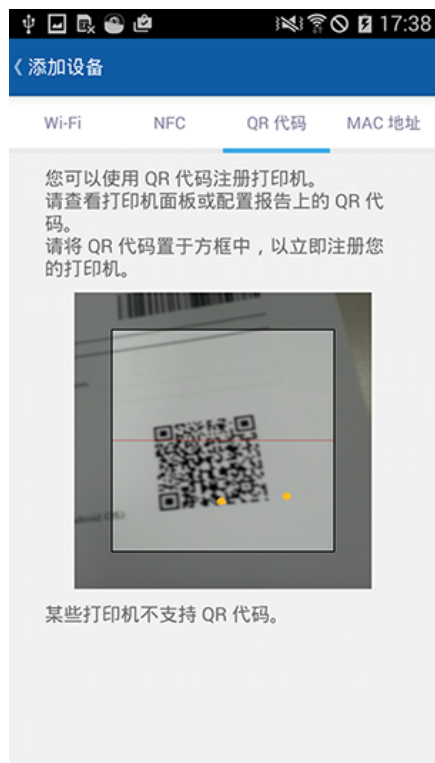 17:38
添加设备
Wi-Fi NFC QR 代码 MAC 地址
您可以使用 QR 代码注册打印机。
请查看打印机面板或配置报告上的 QR 代
码。
请将 QR 代码置于方框中，以立即注册您
的打印机。
android OS)
某些打印机不支持 QR 代码。